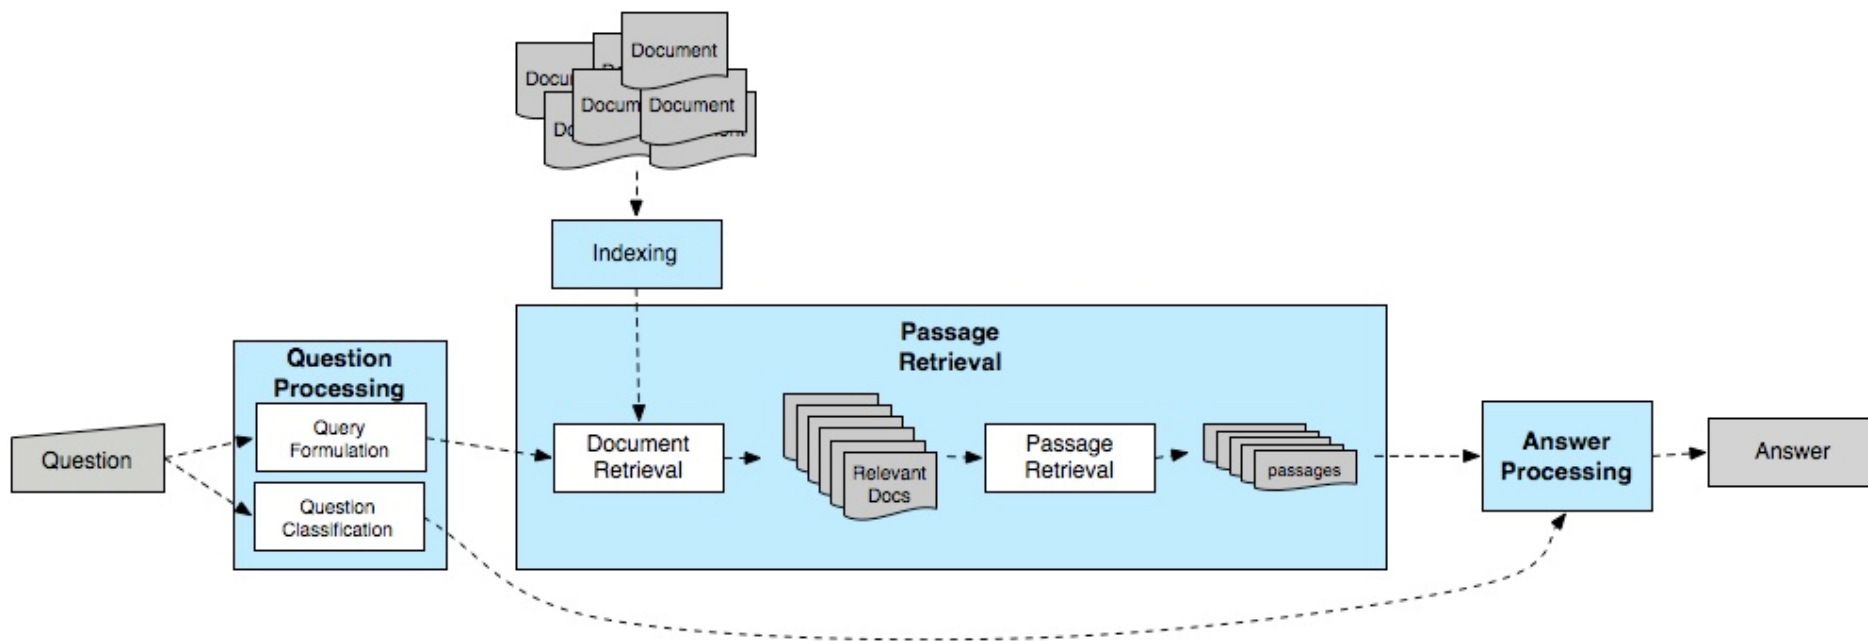 Document
Docu
Docum
Document
Question
Question
Processing
Query
Formulation
Question
Classification
Indexing
Passage
Retrieval
Document
Retrieval
Relevant
Docs
Passage
Retrieval
passages
Answer
Processing
Answer